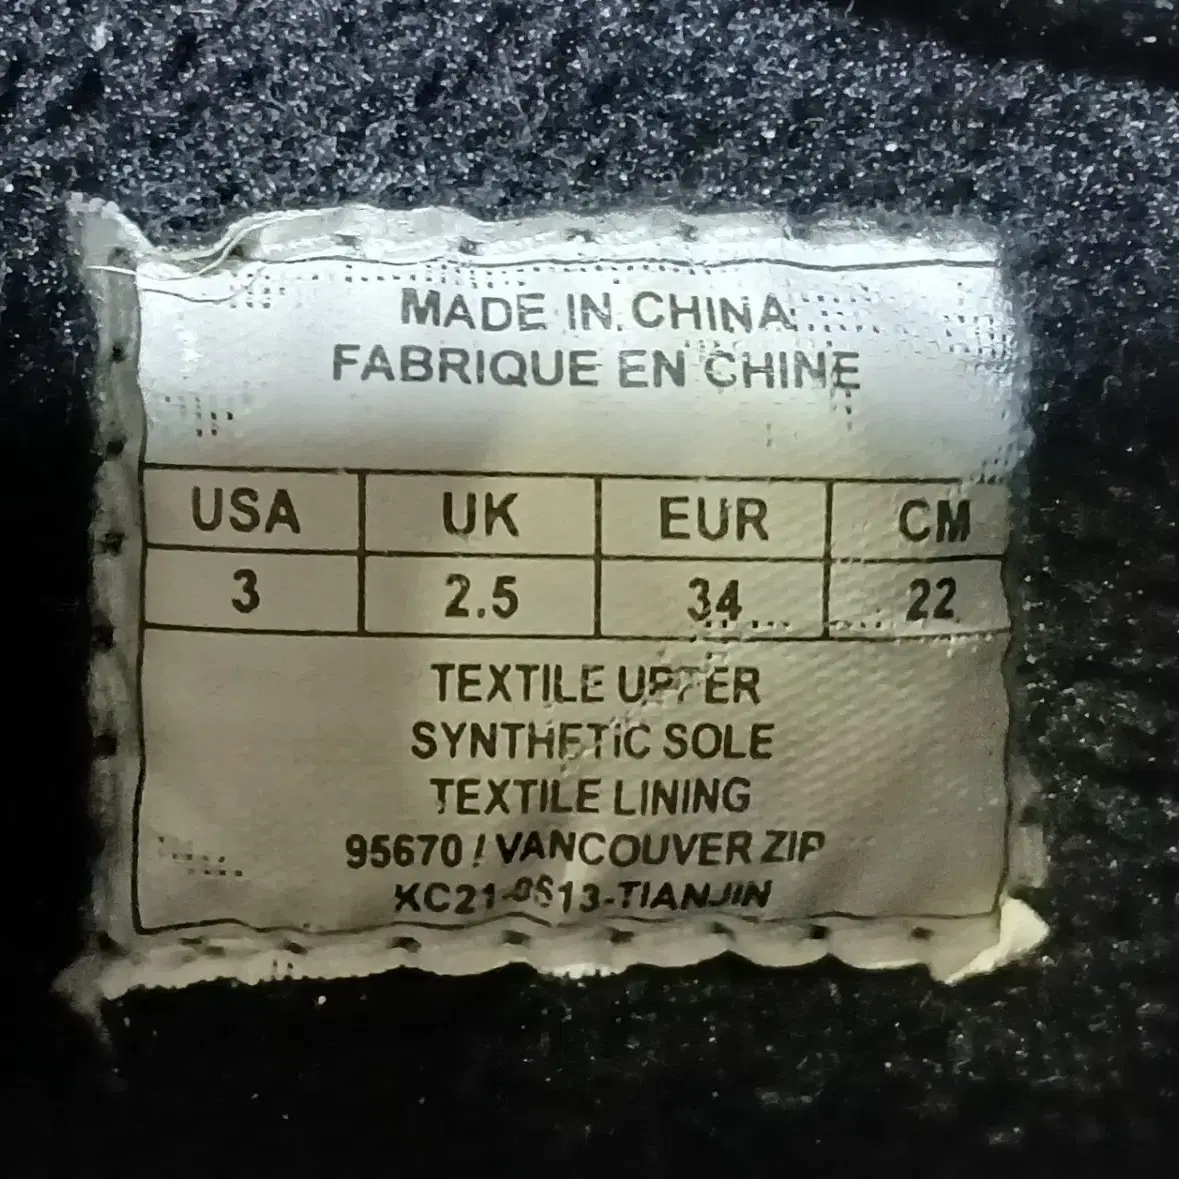 MADE IN CHINA
FABRIQUE EN CHINE
USA UK EUR CM
3 2.5 34 22
TEXTILE UPPER
SYNTHETIC SOLE
TEXTILE LINING
95670 / VANCOUVER ZIP